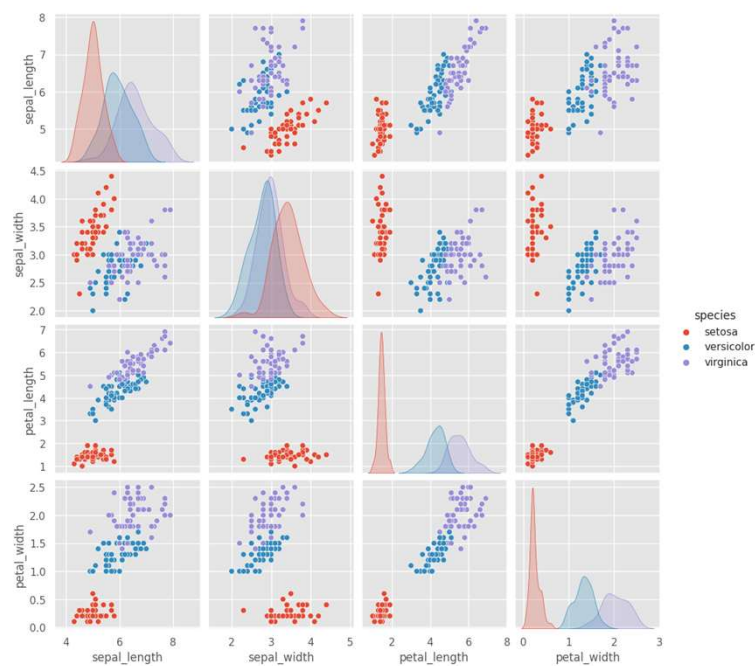 8
7
6
5
sepal_length
4.5
4.0
3.5
3.0
2.5
2.0
sepal_width
7
6
5
4
3
2
1
petal_length
species
setosa
versicolor
virginica
2.5
2.0
1.5
1.0
0.5
0.0
petal_width
4 6 8
2 3 4 5
2 4 6 8
0 1 2 3
sepal_length sepal_width petal_length petal_width